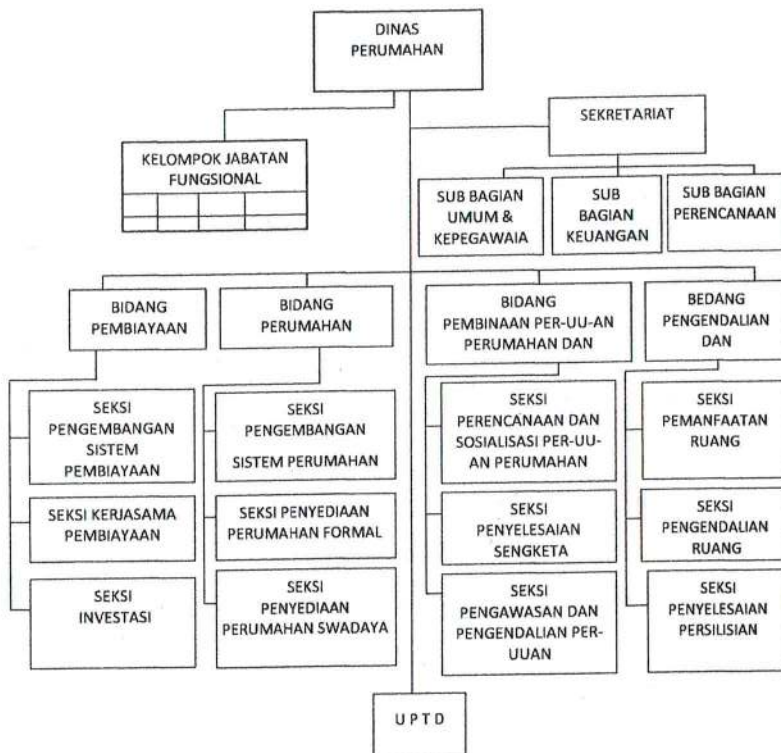 DINAS
PERUMAHAN
SEKRETARIAT
KELOMPOK JABATAN
FUNGSIONAL
SUB BAGIAN
UMUM &
KEPEGAWAIA
SUB
BAGIAN
KEUANGAN
SUB BAGIAN
PERENCANAAN
BIDANG
PEMBIAYAAN
BIDANG
PERUMAHAN
BIDANG
PEMBINAAN PER-UU-AN
PERUMAHAN DAN
BEDANG
PENGENDALIAN
DAN
SEKSI
PENGEMBANGAN
SISTEM
PEMBIAYAAN
SEKSI
PENGEMBANGAN
SISTEM PERUMAHAN
SEKSI
PERENCANAAN DAN
SOSIALISASI PER-UU-
AN PERUMAHAN
SEKSI
PEMANFAATAN
RUANG
SEKSI KERJASAMA
PEMBIAYAAN
SEKSI PENYEDIAAN
PERUMAHAN FORMAL
SEKSI
PENYELESAIAN
SENGKETA
SEKSI
PENGENDALIAN
RUANG
SEKSI
INVESTASI
SEKSI
PENYEDIAAN
PERUMAHAN SWADAYA
SEKSI
PENGAWASAN DAN
PENGENDALIAN PER-
UUAN
SEKSI
PENYELESAIAN
PERSILISIAN
U P T D